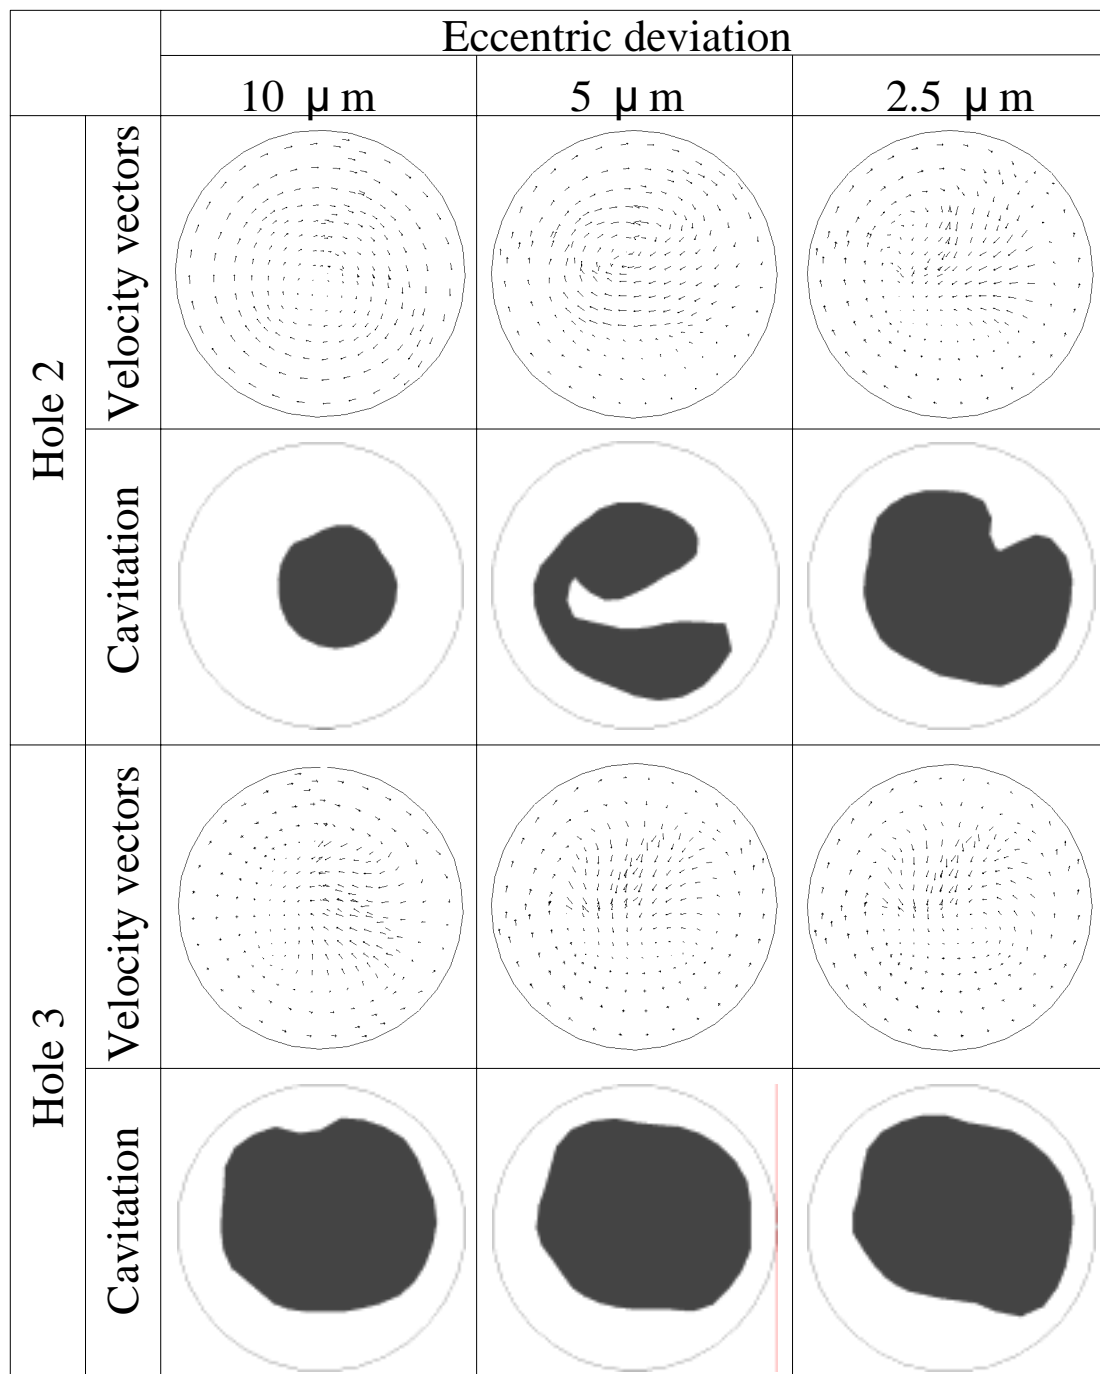 Eccentric deviation
10 μm
5 μm
2.5 μm
Hole 2
Velocity vectors
Cavitation
Hole 3
Velocity vectors
Cavitation